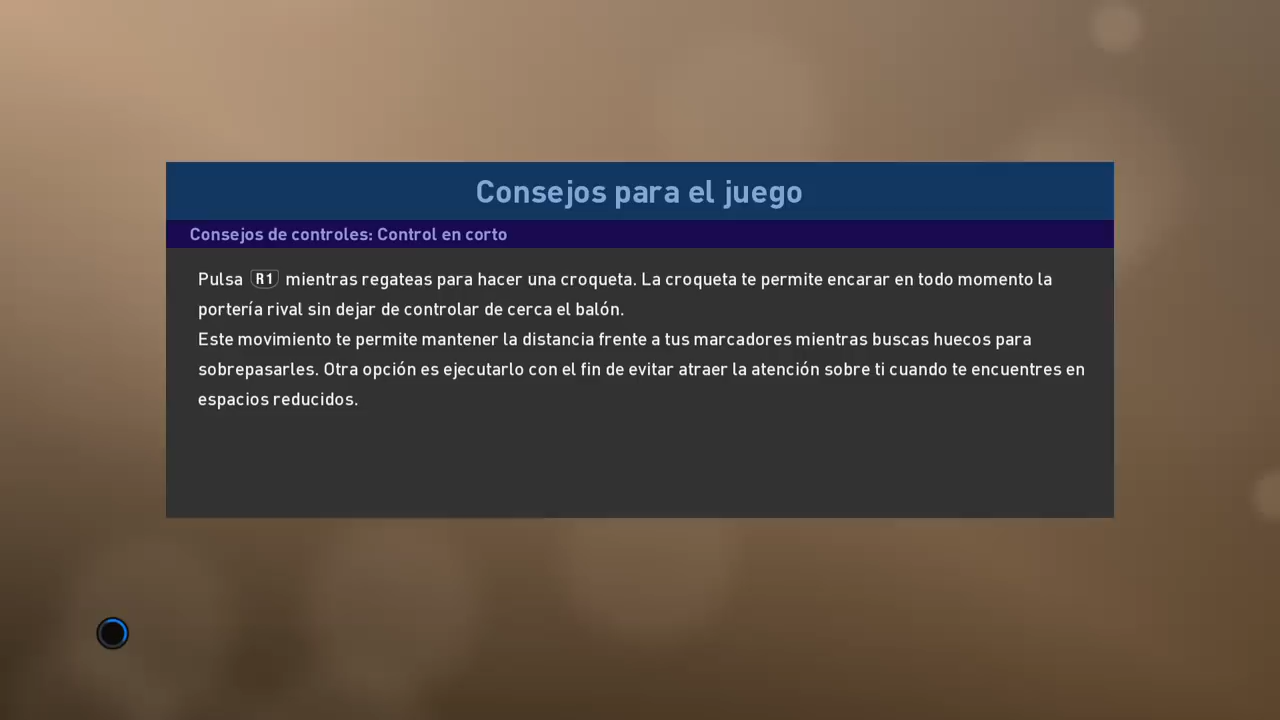 Consejos para el juego
Consejos de controles: Control en corto
Pulsa R1 mientras regateas para hacer una croqueta. La croqueta te permite encarar en todo momento la
portería rival sin dejar de controlar de cerca el balón.
Este movimiento te permite mantener la distancia frente a tus marcadores mientras buscas huecos para
sobrepasarles. Otra opción es ejecutarlo con el fin de evitar atraer la atención sobre ti cuando te encuentres en
espacios reducidos.